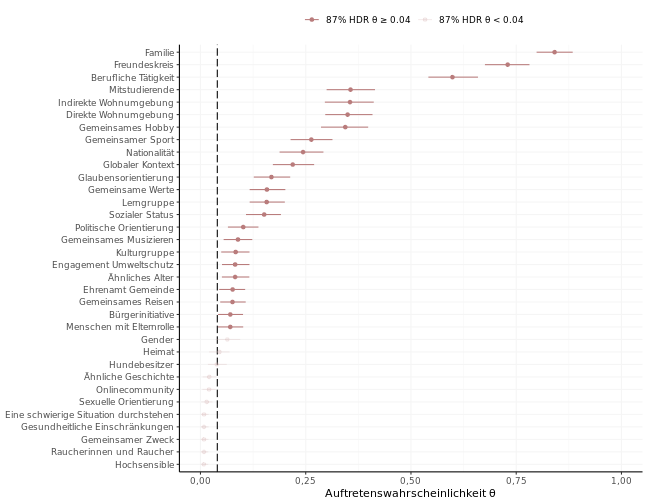 87% HDR θ ≥ 0.04 87% HDR θ < 0.04
Familie
Freundeskreis
Berufliche Tätigkeit
Mitstudierende
Indirekte Wohnumgebung
Direkte Wohnumgebung
Gemeinsames Hobby
Gemeinsamer Sport
Nationalität
Globaler Kontext
Glaubensorientierung
Gemeinsame Werte
Lerngruppe
Sozialer Status
Politische Orientierung
Gemeinsames Musizieren
Kulturgruppe
Engagement Umweltschutz
Ähnliches Alter
Ehrenamt Gemeinde
Gemeinsames Reisen
Bürgerinitiative
Menschen mit Elternrolle
Gender
Heimat
Hundebesitzer
Ähnliche Geschichte
Onlinecommunity
Sexuelle Orientierung
Eine schwierige Situation durchstehen
Gesundheitliche Einschränkungen
Gemeinsamer Zweck
Raucherinnen und Raucher
Hochsensible
0,00 0,25 0,50 0,75 1,00
Auftretenswahrscheinlichkeit θ